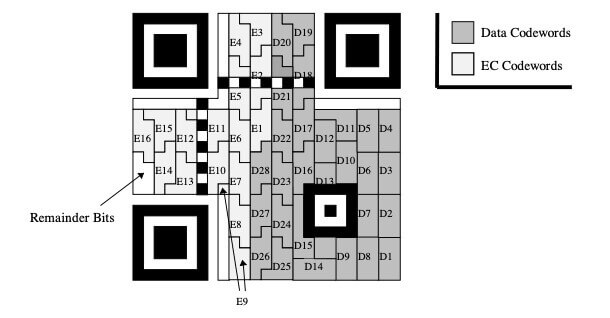 E4 E3 D20 D19
Data Codewords
E2 D18
EC Codewords
E5 D21
E16 E15 E12 E11 E6 E1 D22 D17 D12 D11 D5 D4
E14 E13 E10 E7 D28 D23 D16 D13 D10 D6 D3
Remainder Bits
E8 D27 D24 D7 D2
D26 D25 D15 D14 D9 D8 D1
E9